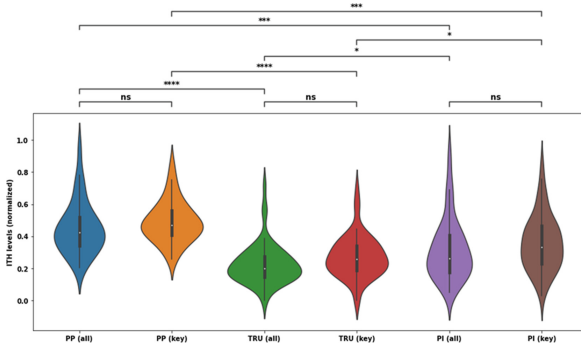 ***
***
*
*
****
****
ns
ns
ns
ITH levels (normalized)
1.0
0.8
0.6
0.4
0.2
0.0
PP (all) PP (key) TRU (all) TRU (key) PI (all) PI (key)